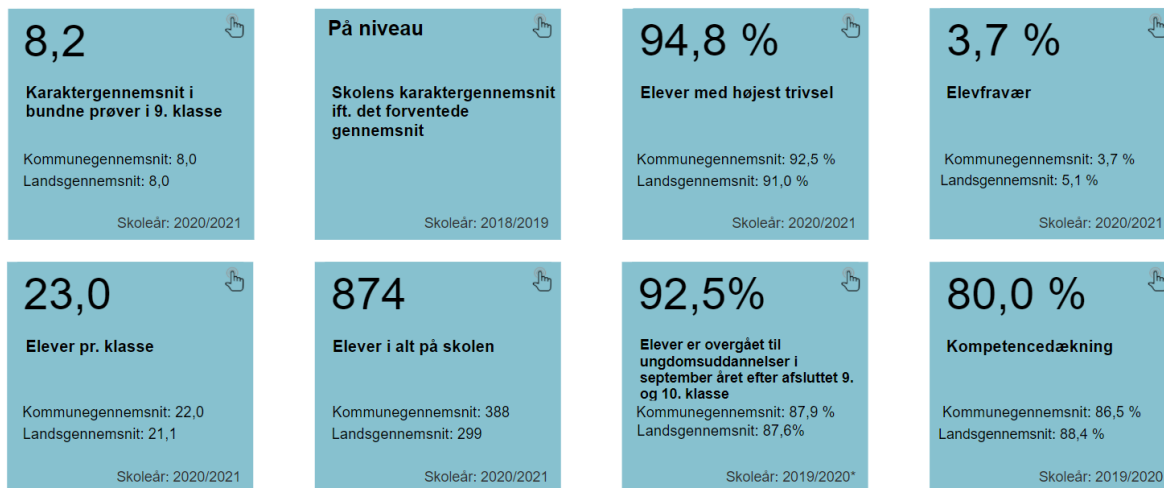 8,2
Karaktergennemsnit i
bundne prøver i 9. klasse
Kommunegennemsnit: 8,0
Landsgennemsnit: 8,0
Skoleår: 2020/2021
På niveau
Skolens karaktergennemsnit
ift. det forventede
gennemsnit
Skoleår: 2018/2019
94,8 %
Elever med højest trivsel
Kommunegennemsnit: 92,5 %
Landsgennemsnit: 91,0 %
Skoleår: 2020/2021
3,7 %
Elevfravær
Kommunegennemsnit: 3,7 %
Landsgennemsnit: 5,1 %
Skoleår: 2020/2021
23,0
Elever pr. klasse
Kommunegennemsnit: 22,0
Landsgennemsnit: 21,1
Skoleår: 2020/2021
874
Elever i alt på skolen
Kommunegennemsnit: 388
Landsgennemsnit: 299
Skoleår: 2020/2021
92,5%
Elever er overgået til
ungdomsuddannelser i
september året efter afsluttet 9.
og 10. klasse
Kommunegennemsnit: 87,9 %
Landsgennemsnit: 87,6%
Skoleår: 2019/2020*
80,0 %
Kompetencedækning
Kommunegennemsnit: 86,5 %
Landsgennemsnit: 88,4 %
Skoleår: 2019/2020